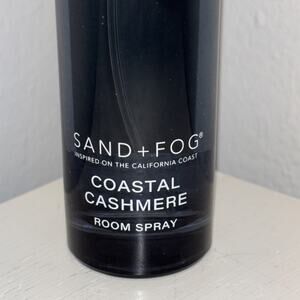 SAND+FOG®
INSPIRED ON THE CALIFORNIA COAST
COASTAL
CASHMERE
ROOM SPRAY